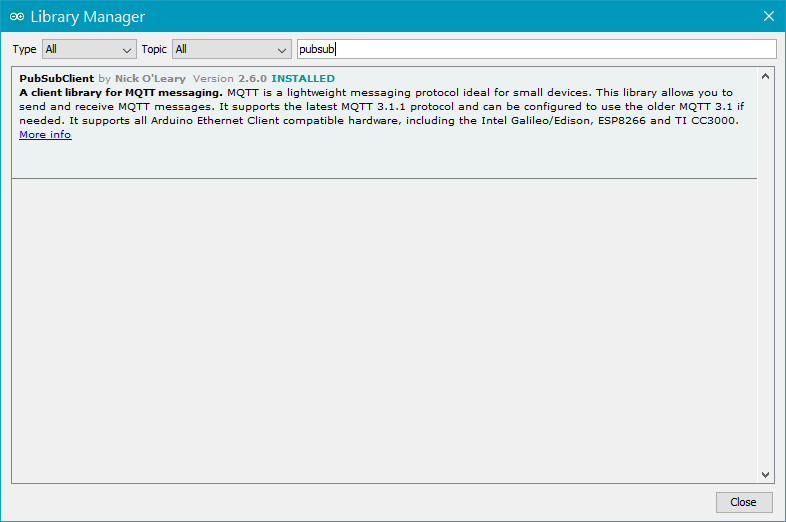 Library Manager
Type All Topic All pubsub
PubSubClient by Nick O'Leary Version 2.6.0 INSTALLED
A client library for MQTT messaging. MQTT is a lightweight messaging protocol ideal for small devices. This library allows you to
send and receive MQTT messages. It supports the latest MQTT 3.1.1 protocol and can be configured to use the older MQTT 3.1 if
needed. It supports all Arduino Ethernet Client compatible hardware, including the Intel Galileo/Edison, ESP8266 and TI CC3000.
More info
Close